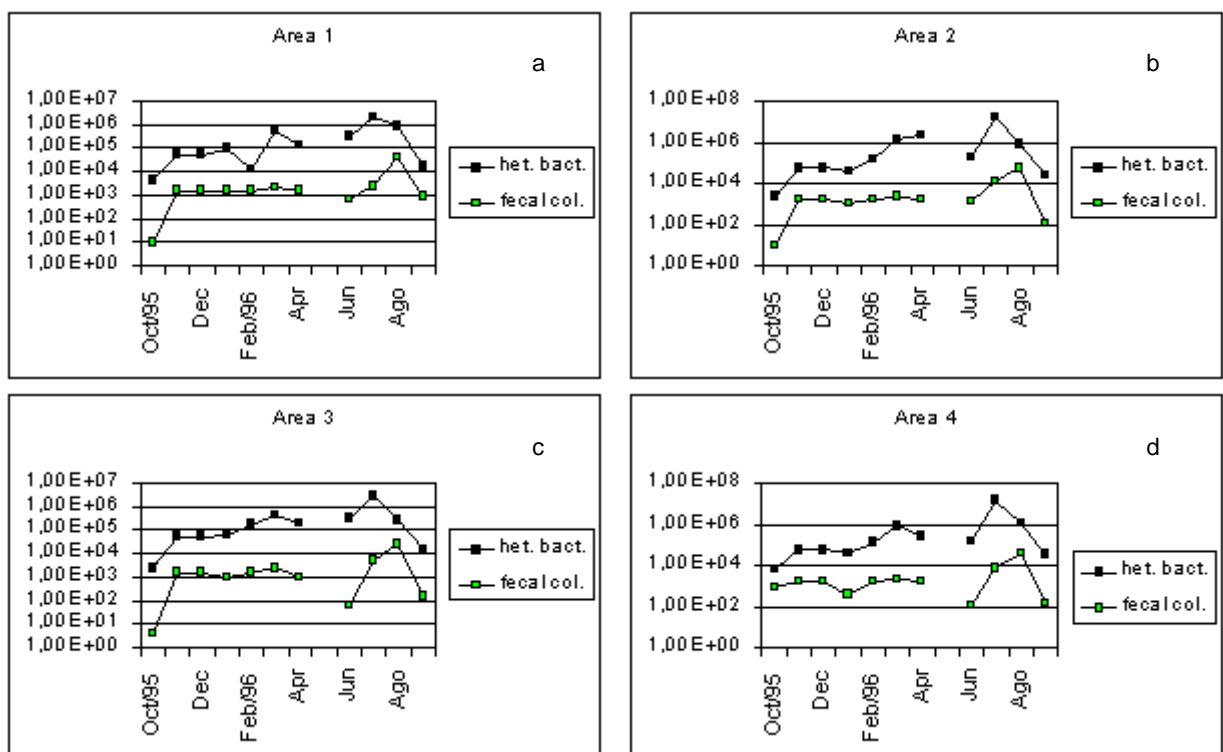 Area 1
a
1,00E+07
1,00E+06
1,00E+05
1,00E+04
1,00E+03
1,00E+02
1,00E+01
1,00E+00
Oct/95
Dec
Feb/96
Apr
Jun
Ago
het. bact.
fecal col.
Area 2
b
1,00E+08
1,00E+06
1,00E+04
1,00E+02
1,00E+00
Oct/95
Dec
Feb/96
Apr
Jun
Ago
het. bact.
fecal col.
Area 3
c
1,00E+07
1,00E+06
1,00E+05
1,00E+04
1,00E+03
1,00E+02
1,00E+01
1,00E+00
Oct/95
Dec
Feb/96
Apr
Jun
Ago
het. bact.
fecal col.
Area 4
d
1,00E+08
1,00E+06
1,00E+04
1,00E+02
1,00E+00
Oct/95
Dec
Feb/96
Apr
Jun
Ago
het. bact.
fecal col.